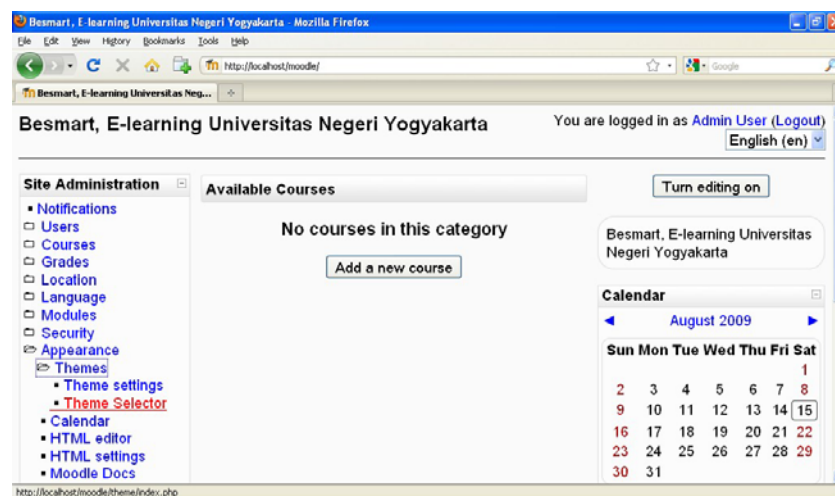 Besmart, E-learning Universitas Negeri Yogyakarta - Mozilla Firefox
File Edit View History Bookmarks Tools Help
http://localhost/moodle/
Google
Besmart, E-learning Universitas Neg...
Besmart, E-learning Universitas Negeri Yogyakarta
You are logged in as Admin User (Logout)
English (en)
Site Administration
Notifications
Users
Courses
Grades
Location
Language
Modules
Security
Appearance
Themes
Theme settings
Theme Selector
Calendar
HTML editor
HTML settings
Moodle Docs
Available Courses
No courses in this category
Add a new course
Turn editing on
Besmart, E-learning Universitas
Negeri Yogyakarta
Calendar
August 2009
Sun Mon Tue Wed Thu Fri Sat
1
2 3 4 5 6 7 8
9 10 11 12 13 14 15
16 17 18 19 20 21 22
23 24 25 26 27 28 29
30 31
http://localhost/moodle/theme/index.php